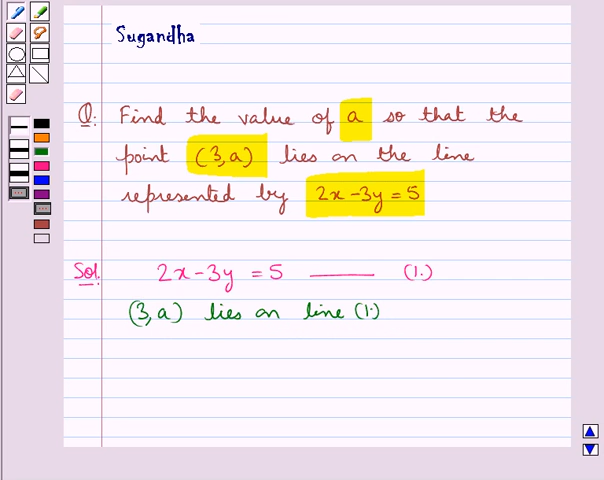 Sugandha
Q: Find the value of a so that the
point (3,a) lies on the line
represented by 2x-3y=5
Sol. 2x-3y=5 ——— (1.)
(3,a) lies on line (1.)